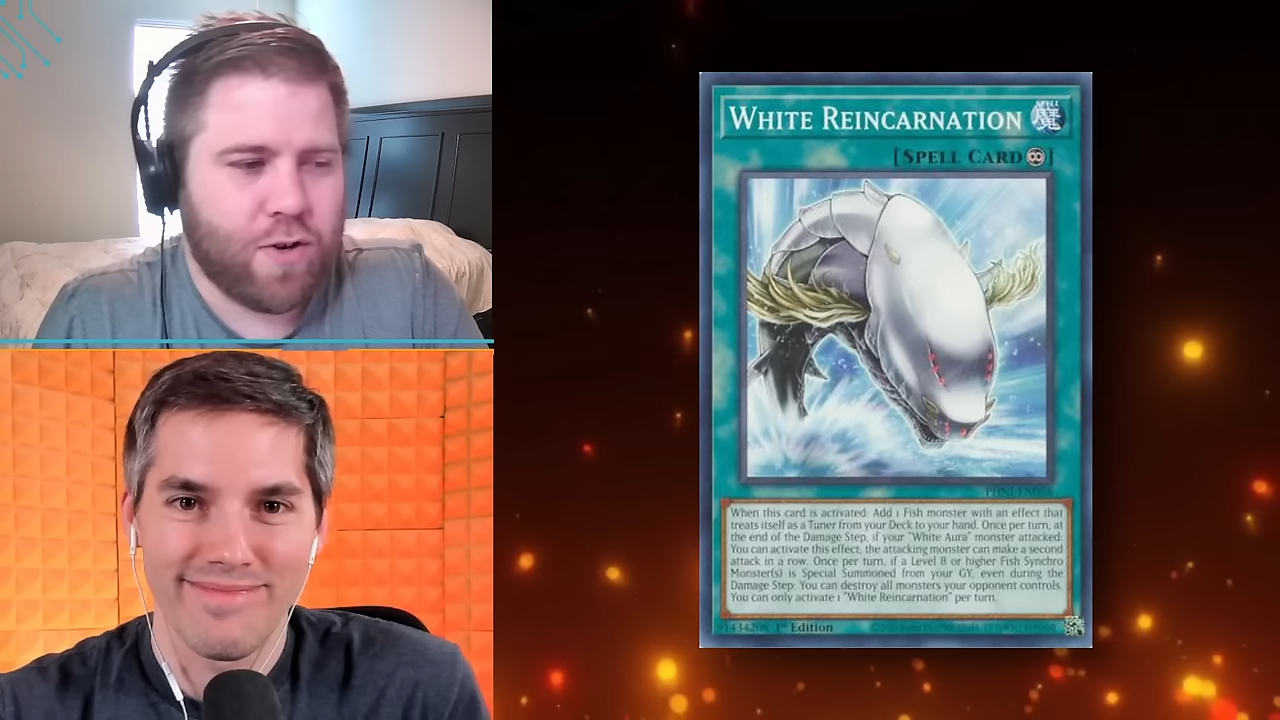 WHITE REINCARNATION
[SPELL CARD]
PHNI-EN058
When this card is activated: Add 1 Fish monster with an effect that
treats itself as a Tuner from your Deck to your hand. Once per turn, at
the end of the Damage Step, if your "White Aura" monster attacked:
You can activate this effect; the attacking monster can make a second
attack in a row. Once per turn, if a Level 8 or higher Fish Synchro
Monster(s) is Special Summoned from your GY, even during the
Damage Step: You can destroy all monsters your opponent controls.
You can only activate 1 "White Reincarnation" per turn.
1st Edition